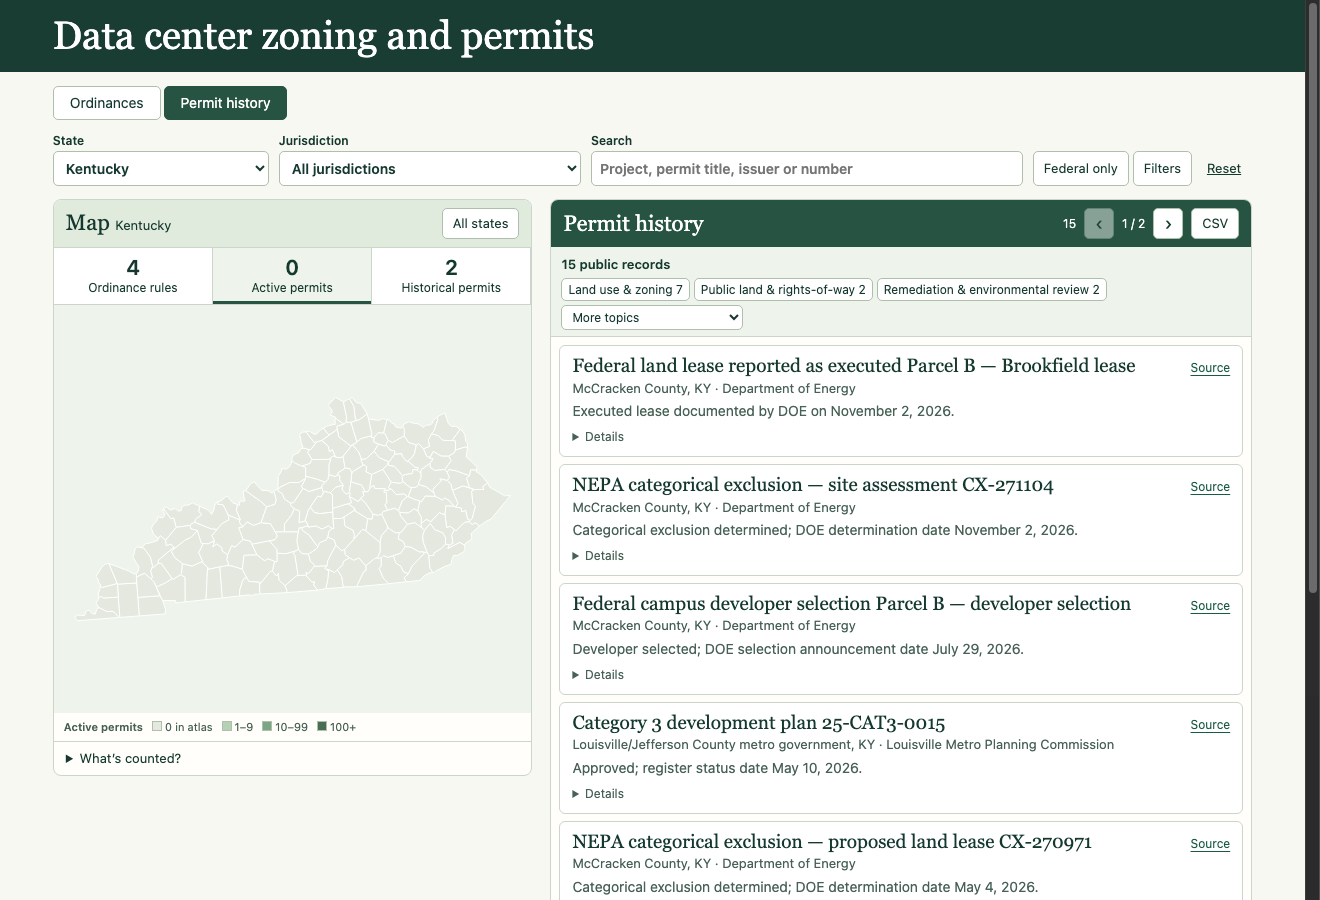 Data center zoning and permits
Ordinances
Permit history
State
Jurisdiction
Search
Kentucky
All jurisdictions
Project, permit title, issuer or number
Federal only
Filters
Reset
Map Kentucky
All states
4
Ordinance rules
0
Active permits
2
Historical permits
Active permits
0 in atlas
1–9
10–99
100+
What's counted?
Permit history
15
‹
1 / 2
›
CSV
15 public records
Land use & zoning 7
Public land & rights-of-way 2
Remediation & environmental review 2
More topics
Federal land lease reported as executed Parcel B — Brookfield lease
Source
McCracken County, KY · Department of Energy
Executed lease documented by DOE on November 2, 2026.
Details
NEPA categorical exclusion — site assessment CX-271104
Source
McCracken County, KY · Department of Energy
Categorical exclusion determined; DOE determination date November 2, 2026.
Details
Federal campus developer selection Parcel B — developer selection
Source
McCracken County, KY · Department of Energy
Developer selected; DOE selection announcement date July 29, 2026.
Details
Category 3 development plan 25-CAT3-0015
Source
Louisville/Jefferson County metro government, KY · Louisville Metro Planning Commission
Approved; register status date May 10, 2026.
Details
NEPA categorical exclusion — proposed land lease CX-270971
Source
McCracken County, KY · Department of Energy
Categorical exclusion determined; DOE determination date May 4, 2026.